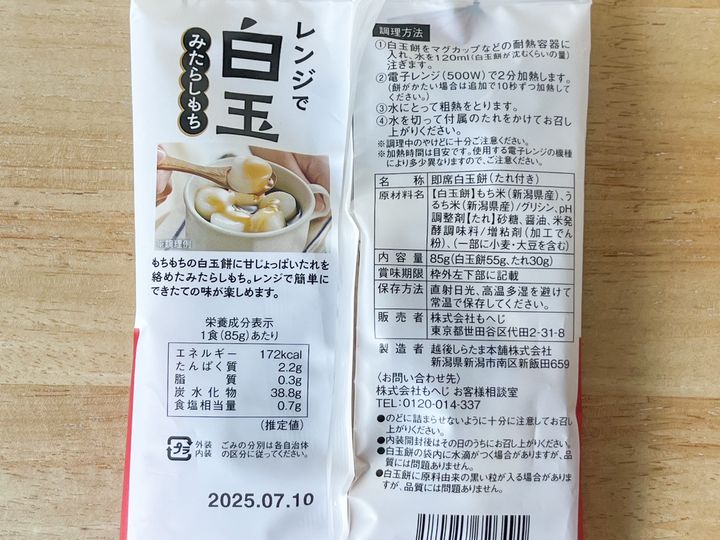 レンジで
白玉
みたらしもち
※調理例
もちもちの白玉餅に甘じょっぱいたれを
絡めたみたらしもち。レンジで簡単に
できたての味が楽しめます。
栄養成分表示
1食(85g)あたり
エネルギー 172kcal
たんぱく質 2.2g
脂質 0.3g
炭水化物 38.8g
食塩相当量 0.7g
(推定値)
プラ
外装
内装
ごみの分別は各自治体
の区分に従ってください。
2025.07.10
調理方法
①白玉餅をマグカップなどの耐熱容器に
入れ、水を120ml(白玉餅が沈むくらいの量)
注ぎます。
②電子レンジ(500W)で2分加熱します。
(餅がかたい場合は追加で10秒ずつ加熱して
ください。)
③水にとって粗熱をとります。
④水を切って付属のたれをかけてお召し
上がりください。
※調理中のやけどに十分ご注意ください。
※加熱時間は目安です。使用する電子レンジの機種
により多少異なりますので、ご注意ください。
名称 即席白玉餅(たれ付き)
原材料名 【白玉餅】もち米(新潟県産)、う
るち米(新潟県産)/グリシン、pH
調整剤【たれ】砂糖、醤油、米発
酵調味料/増粘剤(加工でん
粉)、(一部に小麦・大豆を含む)
内容量 85g(白玉餅55g、たれ30g)
賞味期限 枠外左下部に記載
保存方法 直射日光、高温多湿を避けて
常温で保存してください。
販売者 株式会社もへじ
東京都世田谷区代田2-31-8
製造者 越後しらたま本舗株式会社
新潟県新潟市南区新飯田659
〈お問い合わせ先〉
株式会社もへじ お客様相談室
TEL:0120-014-337
●のどに詰まらせないように十分に注意してお召し
上がりください。
●内装開封後はその日のうちにお召し上がりください。
●白玉餅の袋内に水滴がつく場合がありますが、品
質には問題ありません。
●白玉餅に原料由来の黒い粒が入る場合がありま
すが、品質には問題ありません。